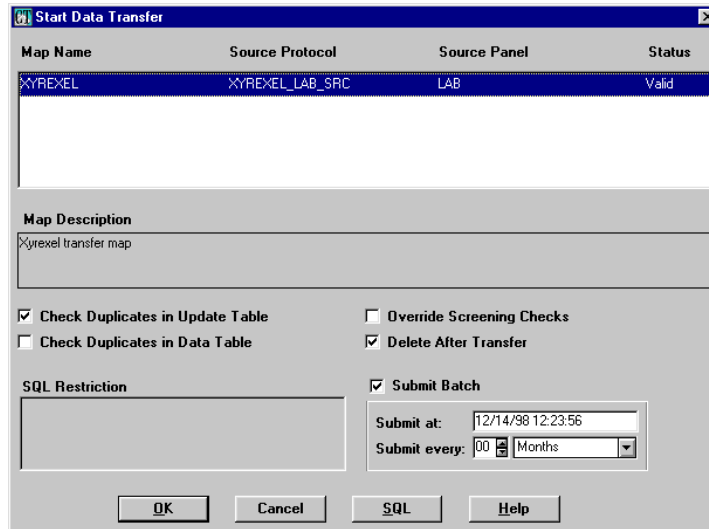 Start Data Transfer
Map Name Source Protocol Source Panel Status
XYREXEL XYREXEL_LAB_SRC LAB Valid
Map Description
Xyrexel transfer map
Check Duplicates in Update Table Override Screening Checks
Check Duplicates in Data Table Delete After Transfer
SQL Restriction Submit Batch
Submit at: 12/14/98 12:23:56
Submit every: 00 Months
OK Cancel SQL Help